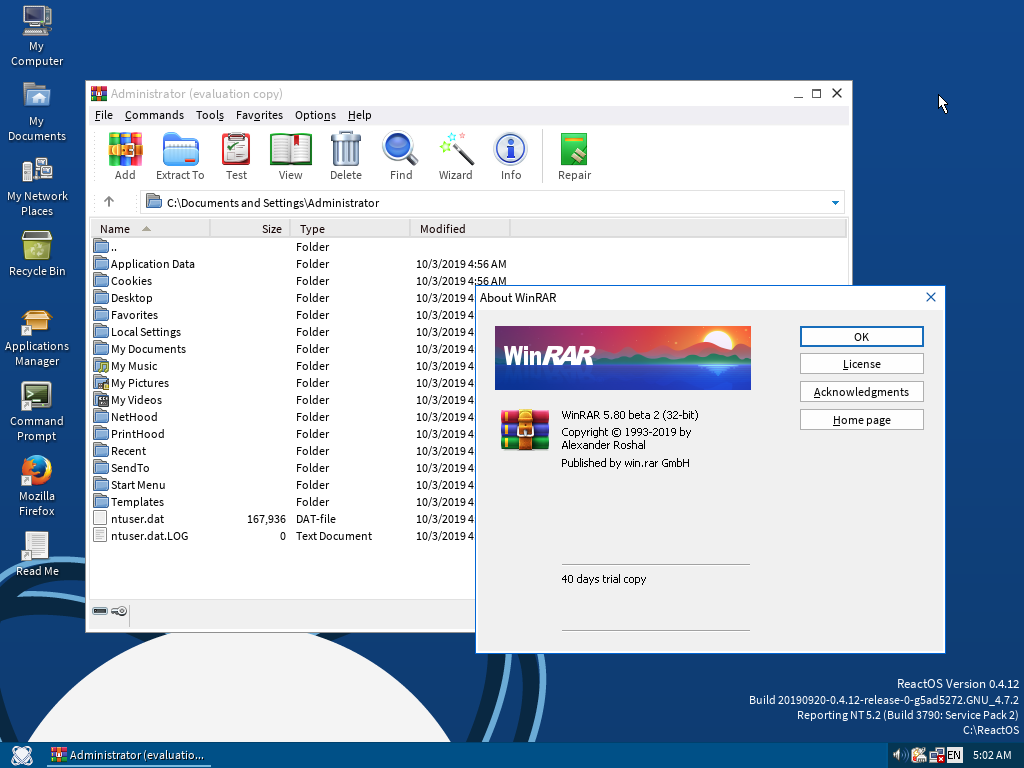 My Computer
My Documents
My Network Places
Recycle Bin
Applications Manager
Command Prompt
Mozilla Firefox
Read Me
Administrator (evaluation copy)
File Commands Tools Favorites Options Help
Add Extract To Test View Delete Find Wizard Info Repair
C:\Documents and Settings\Administrator
Name Size Type Modified
.. Folder
Application Data Folder 10/3/2019 4:56 AM
Cookies Folder 10/3/2019 4:56 AM
Desktop Folder 10/3/2019 4
Favorites Folder 10/3/2019 4
Local Settings Folder 10/3/2019 4
My Documents Folder 10/3/2019 4
My Music Folder 10/3/2019 4
My Pictures Folder 10/3/2019 4
My Videos Folder 10/3/2019 4
NetHood Folder 10/3/2019 4
PrintHood Folder 10/3/2019 4
Recent Folder 10/3/2019 4
SendTo Folder 10/3/2019 4
Start Menu Folder 10/3/2019 4
Templates Folder 10/3/2019 4
ntuser.dat 167,936 DAT-file 10/3/2019 4
ntuser.dat.LOG 0 Text Document 10/3/2019 4
About WinRAR
WinRAR
OK
License
Acknowledgments
Home page
WinRAR 5.80 beta 2 (32-bit)
Copyright © 1993-2019 by
Alexander Roshal
Published by win.rar GmbH
40 days trial copy
ReactOS Version 0.4.12
Build 20190920-0.4.12-release-0-g5ad5272.GNU_4.7.2
Reporting NT 5.2 (Build 3790: Service Pack 2)
C:\ReactOS
Administrator (evaluatio...
EN 5:02 AM